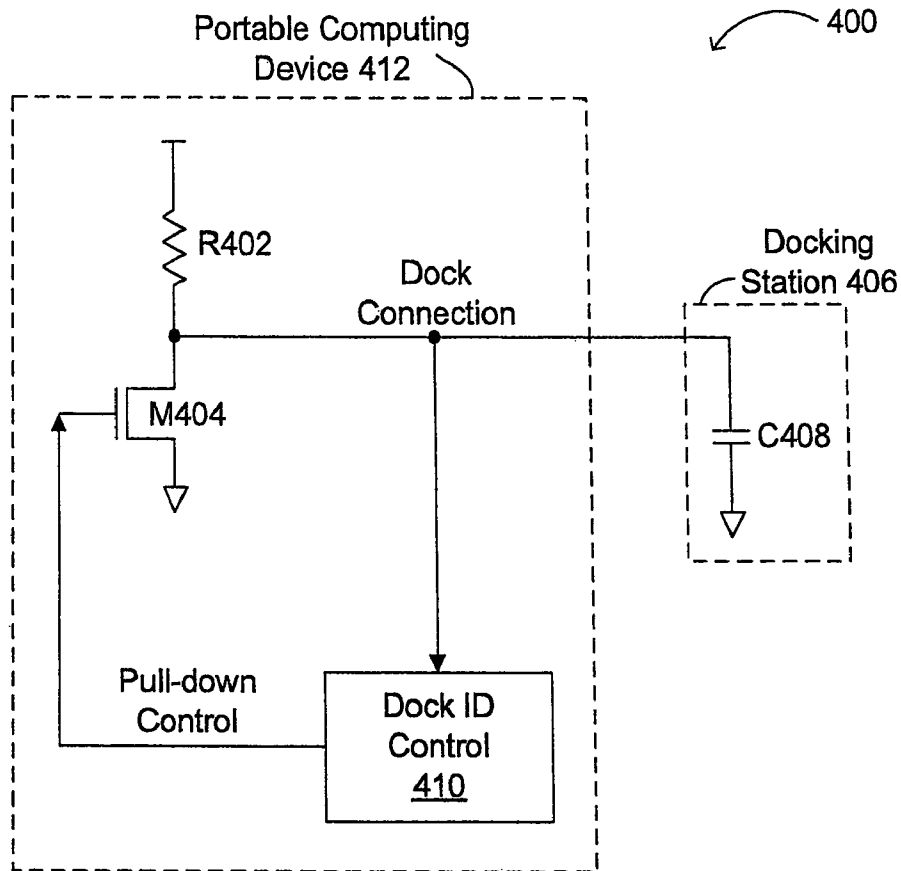 400
Portable Computing
Device 412
R402
Dock
Connection
Docking
Station 406
M404
C408
Pull-down
Control
Dock ID
Control
410